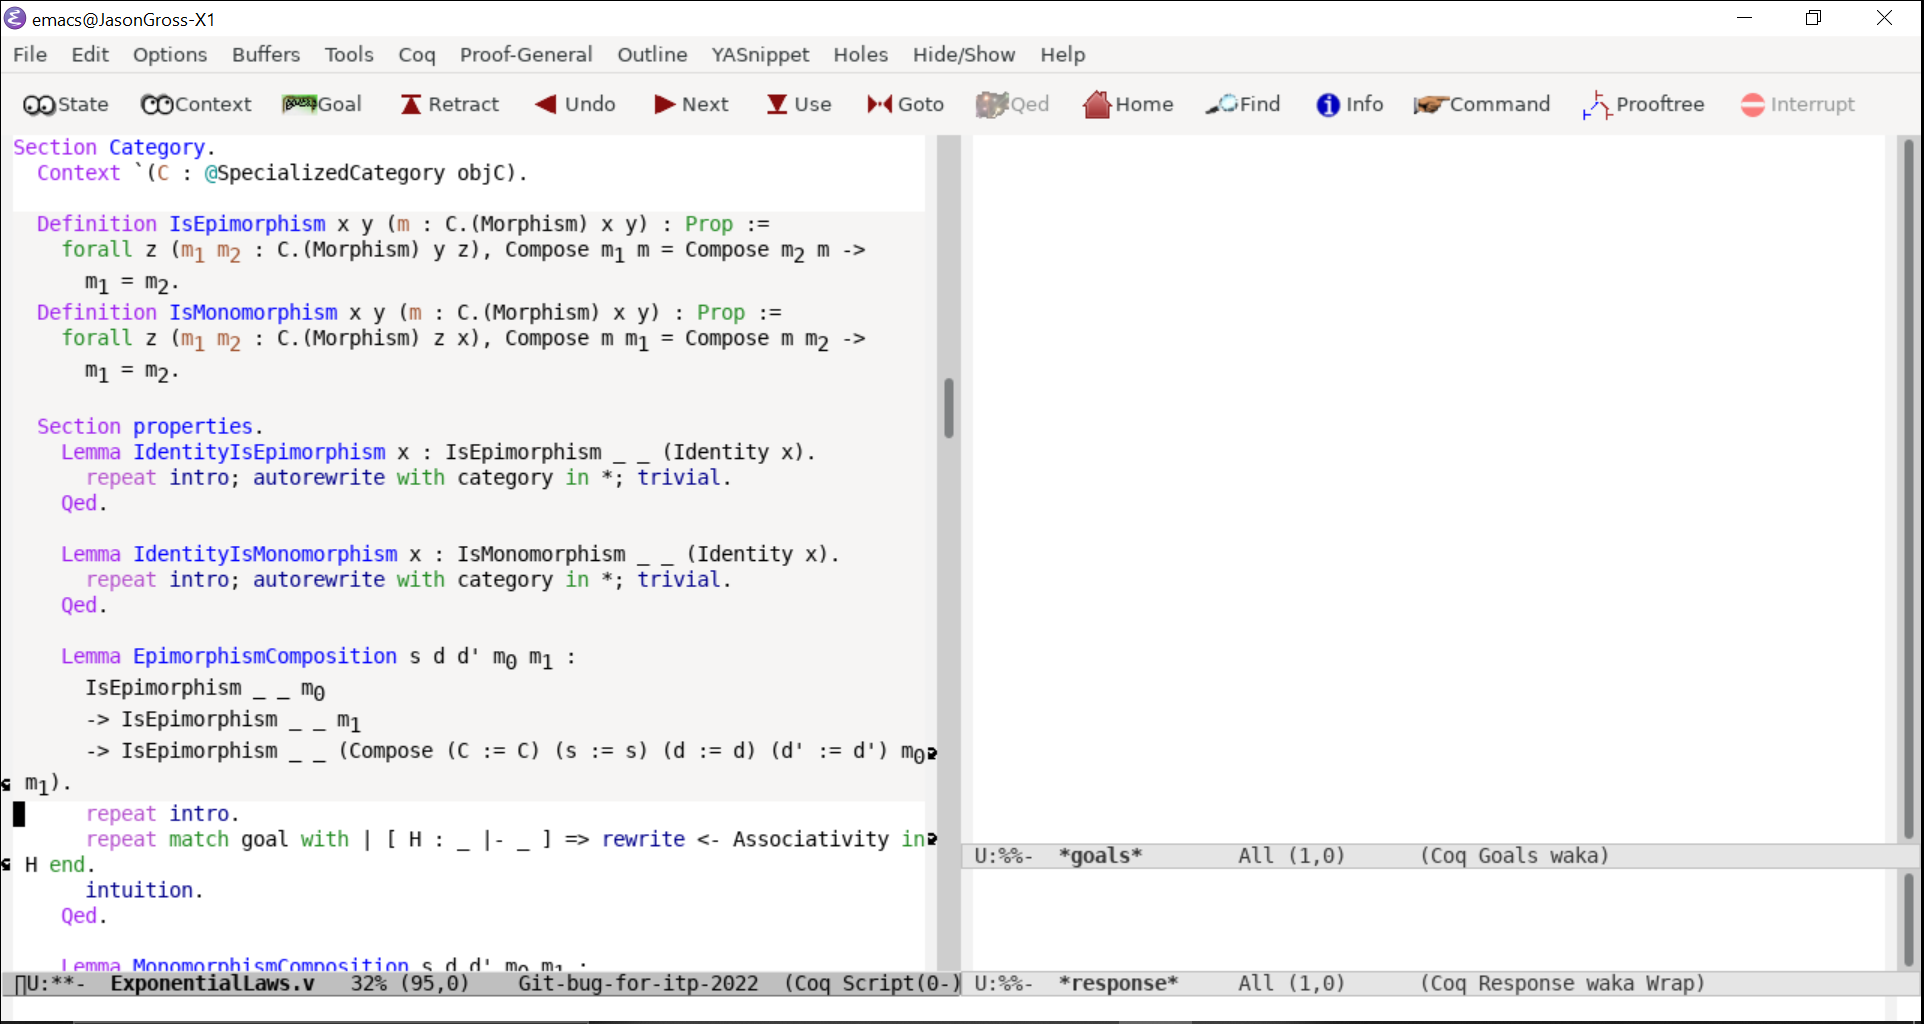 emacs@JasonGross-X1
File Edit Options Buffers Tools Coq Proof-General Outline YASnippet Holes Hide/Show Help
State Context Goal Retract Undo Next Use Goto Qed Home Find Info Command Prooftree Interrupt
Section Category.
Context `(C : @SpecializedCategory objC).
Definition IsEpimorphism x y (m : C.(Morphism) x y) : Prop :=
forall z (m1 m2 : C.(Morphism) y z), Compose m1 m = Compose m2 m ->
m1 = m2.
Definition IsMonomorphism x y (m : C.(Morphism) x y) : Prop :=
forall z (m1 m2 : C.(Morphism) z x), Compose m m1 = Compose m m2 ->
m1 = m2.
Section properties.
Lemma IdentityIsEpimorphism x : IsEpimorphism _ _ (Identity x).
repeat intro; autorewrite with category in *; trivial.
Qed.
Lemma IdentityIsMonomorphism x : IsMonomorphism _ _ (Identity x).
repeat intro; autorewrite with category in *; trivial.
Qed.
Lemma EpimorphismComposition s d d' m0 m1 :
IsEpimorphism _ _ m0
-> IsEpimorphism _ _ m1
-> IsEpimorphism _ _ (Compose (C := C) (s := s) (d := d) (d' := d') m0
m1).
repeat intro.
repeat match goal with | [ H : _ |- _ ] => rewrite <- Associativity in
H end.
intuition.
Qed.
Lemma MonomorphismComposition s d d' m0 m1 :
U:**- ExponentialLaws.v 32% (95,0) Git-bug-for-itp-2022 (Coq Script(0-)
U:%%- *goals* All (1,0) (Coq Goals waka)
U:%%- *response* All (1,0) (Coq Response waka Wrap)